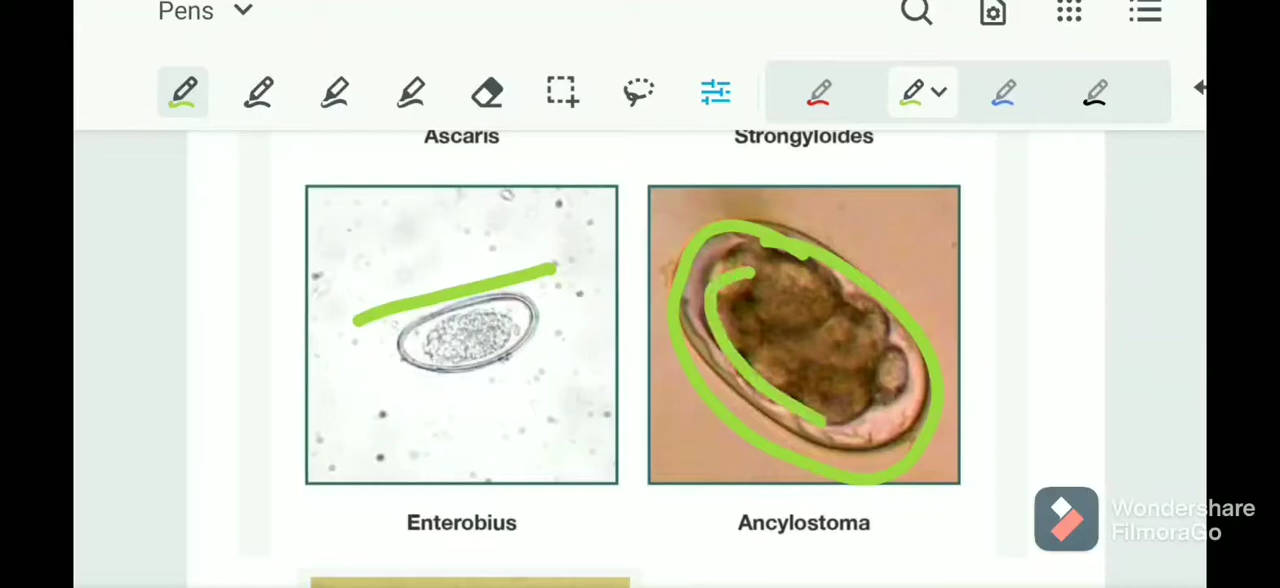 Pens
Ascaris
Strongyloides
Enterobius
Ancylostoma
Wondershare
FilmoraGo